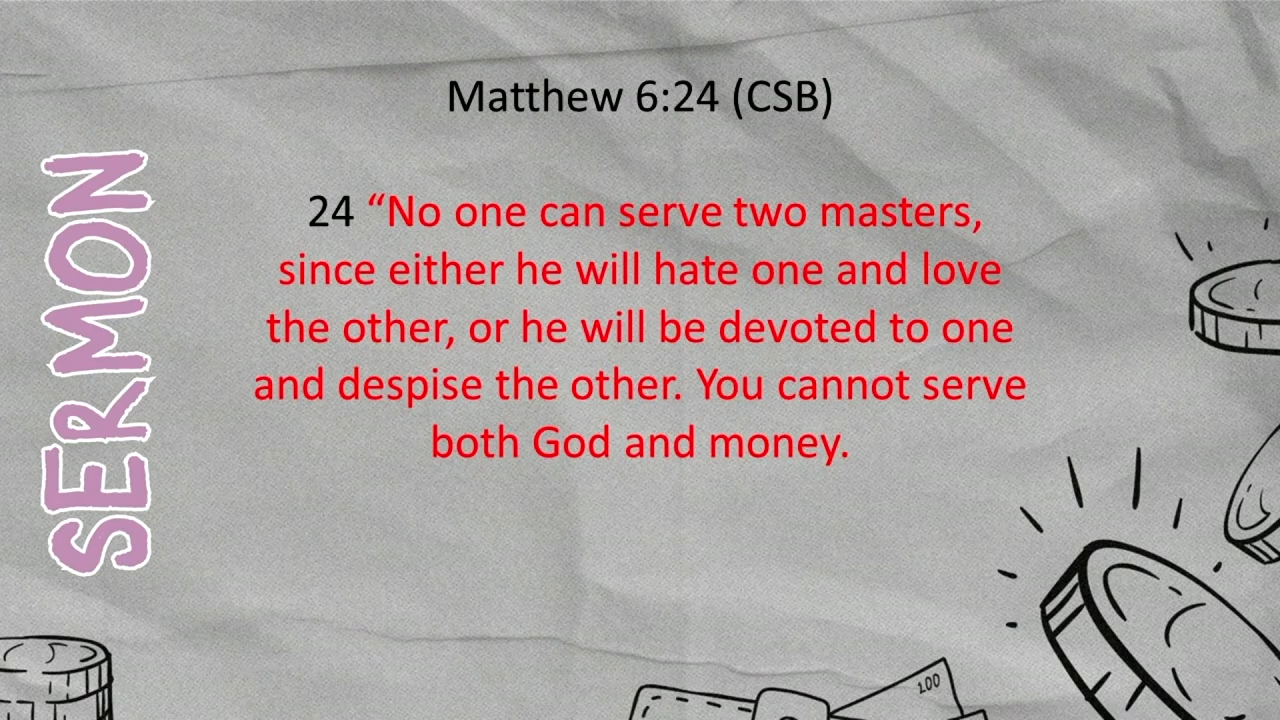 Matthew 6:24 (CSB)
SERMON
24 “No one can serve two masters,
since either he will hate one and love
the other, or he will be devoted to one
and despise the other. You cannot serve
both God and money.
100